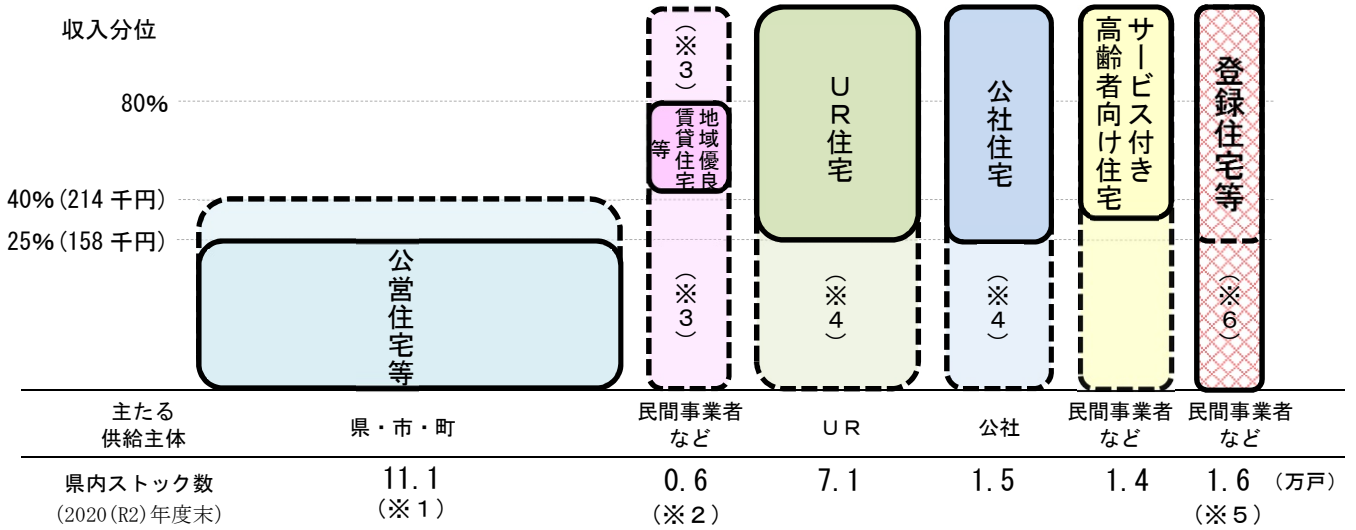 収入分位
80%
40%(214 千円)
25%(158 千円)
公営住宅等
(※3)
地域優良
賃貸住宅
等
(※3)
UR住宅
(※4)
公社住宅
(※4)
サービス付き
高齢者向け住宅
登録住宅等
(※6)
主たる
供給主体
県・市・町
民間事業者
など
UR
公社
民間事業者
など
民間事業者
など
県内ストック数
(2020(R2)年度末)
11.1
(※1)
0.6
(※2)
7.1
1.5
1.4
1.6 (万戸)
(※5)